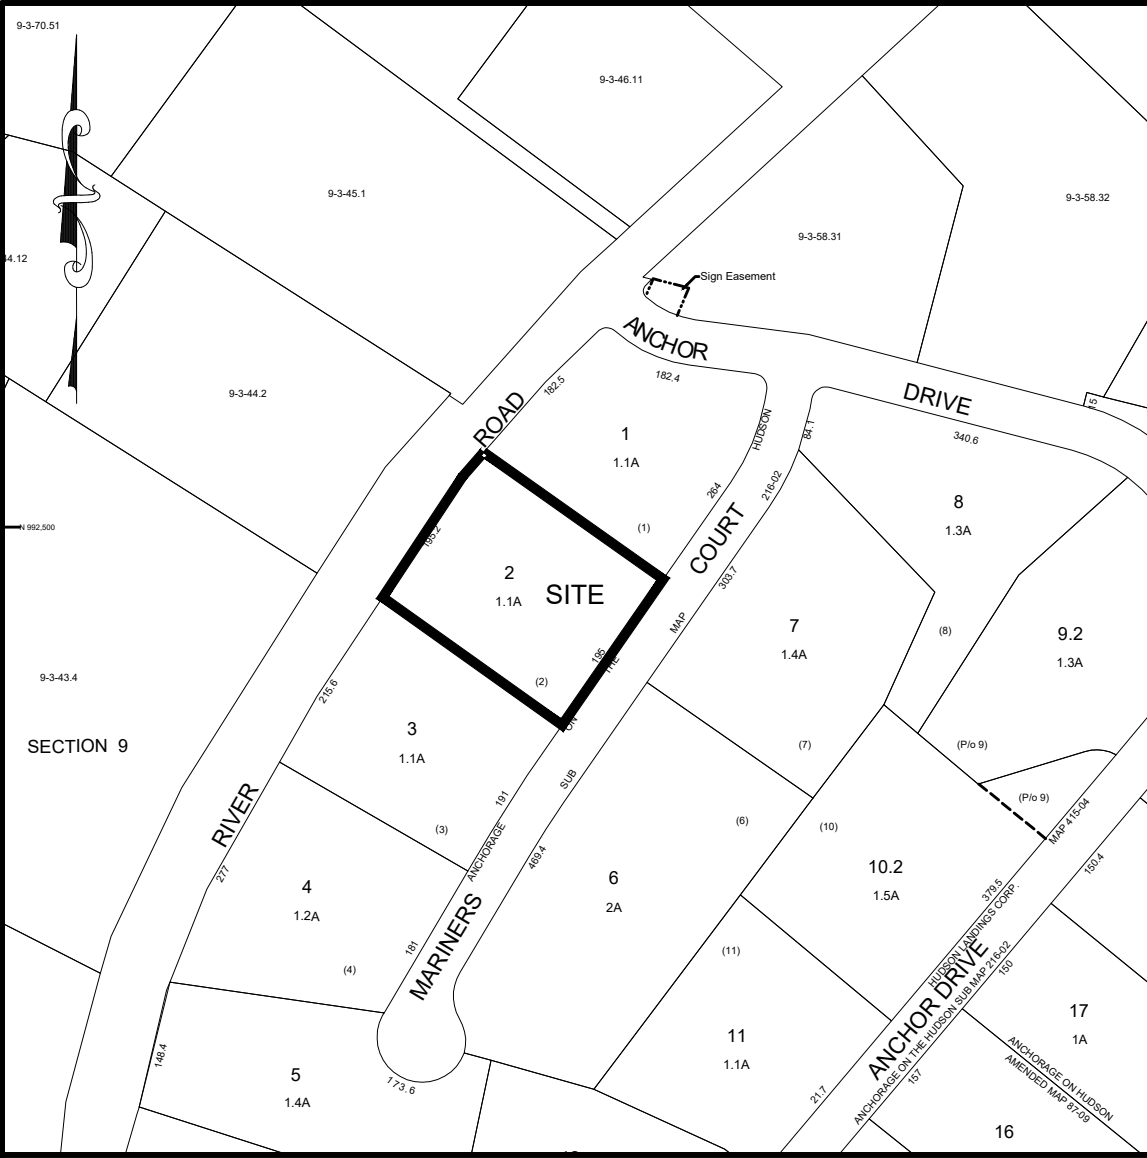 9-3-70.51
9-3-46.11
9-3-45.1
9-3-58.32
9-3-58.31
Sign Easement
ANCHOR
182.4
182.5
9-3-44.2
ROAD
DRIVE
340.6
15
1
1.1A
HUDSON
84.1
264
216-02
(1)
8
1.3A
N 992,500
195.2
COURT
303.7
2
1.1A
SITE
MAP
7
1.4A
(8)
9.2
1.3A
195
THE
9-3-43.4
(2)
215.6
ON
3
1.1A
SECTION 9
(7)
(P/o 9)
SUB
(P/o 9)
191
RIVER
(3)
(6)
(10)
MAP 415-04
ANCHORAGE
469.4
150.4
277
4
1.2A
6
2A
10.2
1.5A
379.5
HUDSON LANDINGS CORP.
181
MARINERS
(4)
(11)
ANCHOR DRIVE
ANCHORAGE ON THE HUDSON SUB MAP 216-02
150
17
1A
148.4
11
1.1A
5
1.4A
173.6
157
21.7
ANCHORAGE ON HUDSON
AMENDED MAP 87-09
16